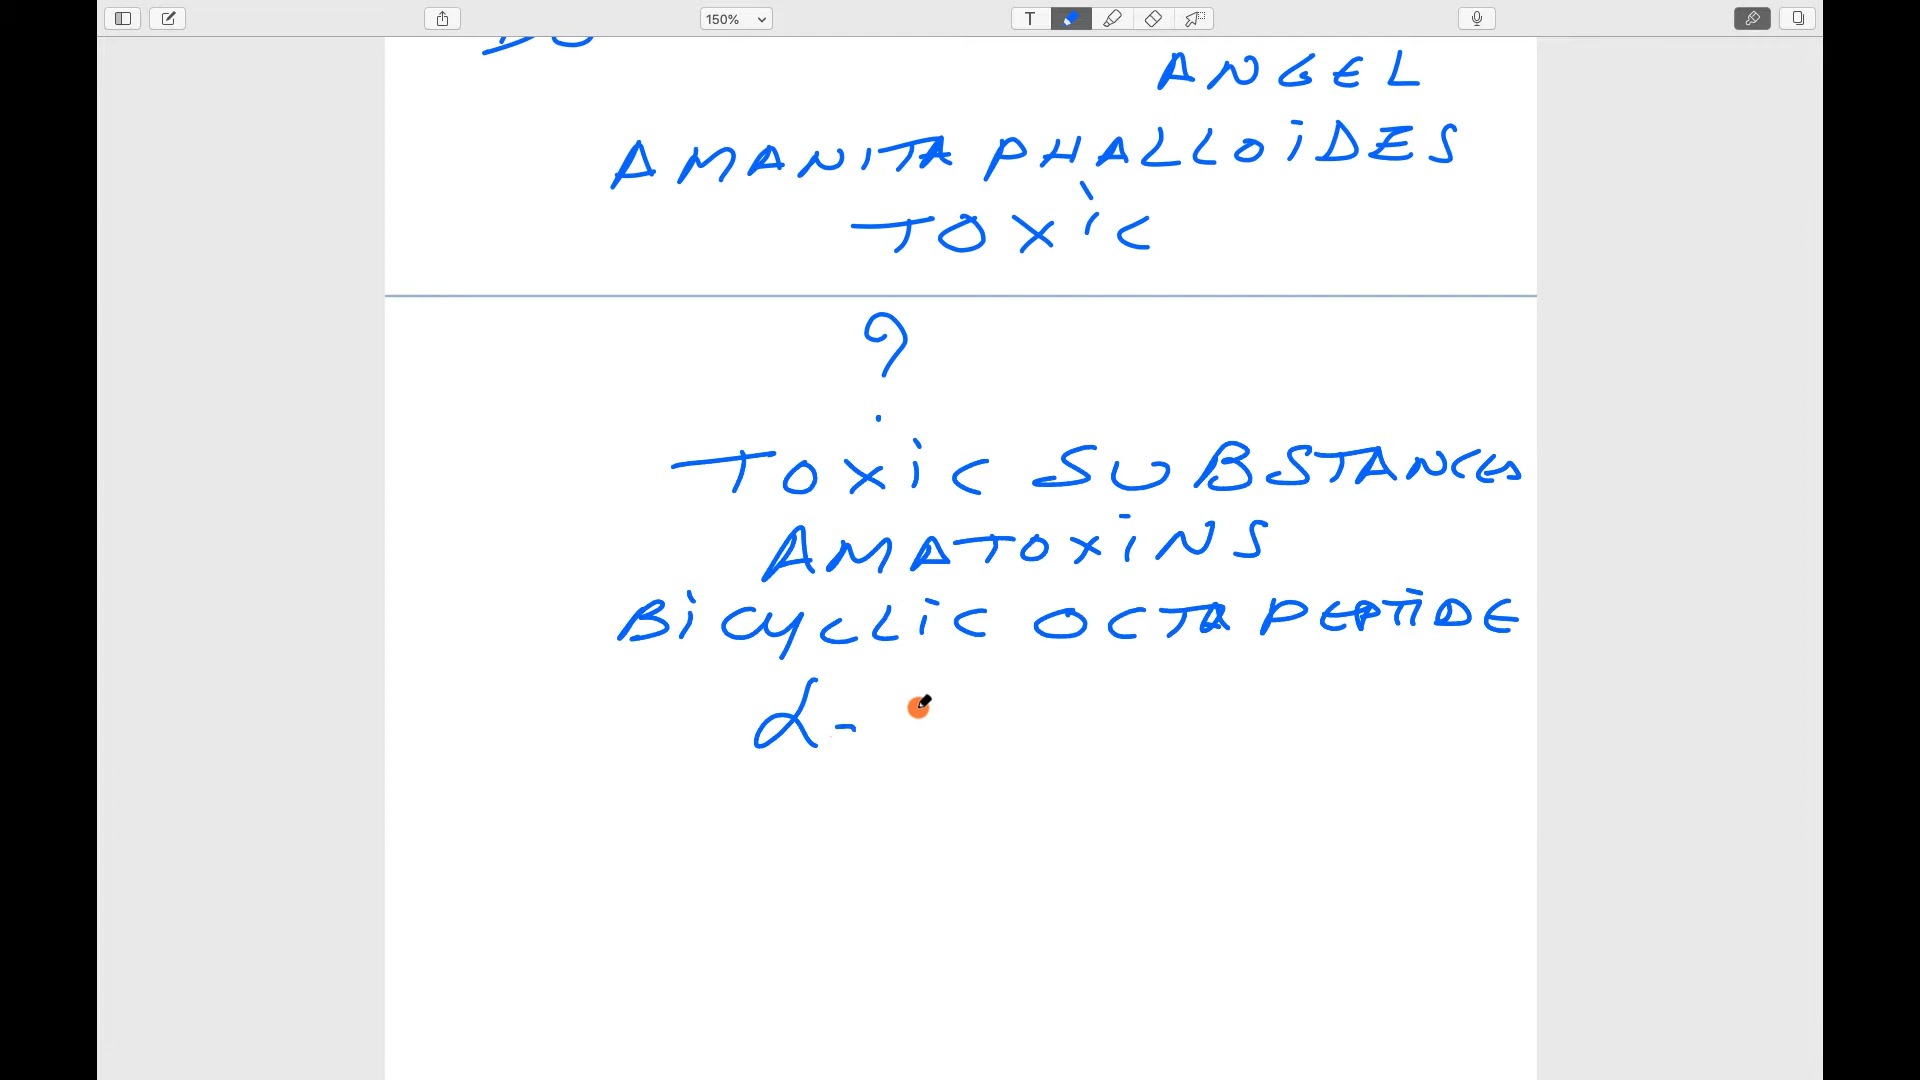 150%
T
ANGEL
AMANITA PHALLOIDES
TOXIC
?
TOXIC SUBSTANCES
AMATOXINS
BICYCLIC OCTAPEPTIDE
α-